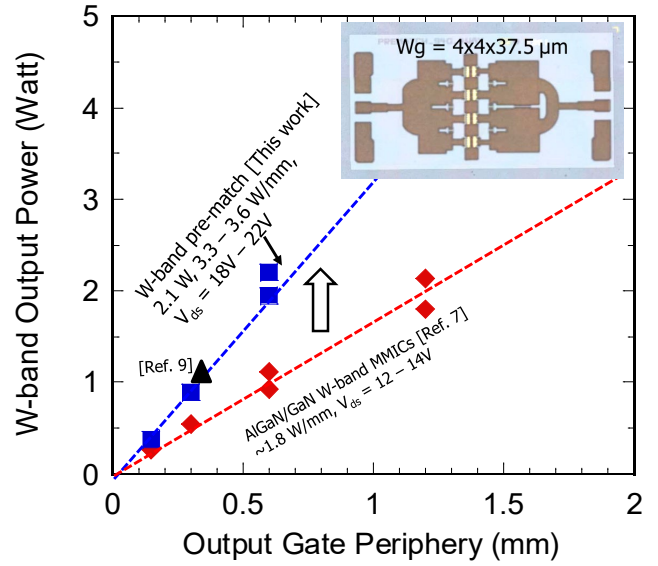 W-band Output Power (Watt)
5
4
3
2
1
0
Wg = 4x4x37.5 µm
W-band pre-match [This work]
2.1 W, 3.3 – 3.6 W/mm,
Vds = 18V – 22V
[Ref. 9]
AlGaN/GaN W-band MMICs [Ref. 7]
~1.8 W/mm, Vds = 12 – 14V
0 0.5 1 1.5 2
Output Gate Periphery (mm)